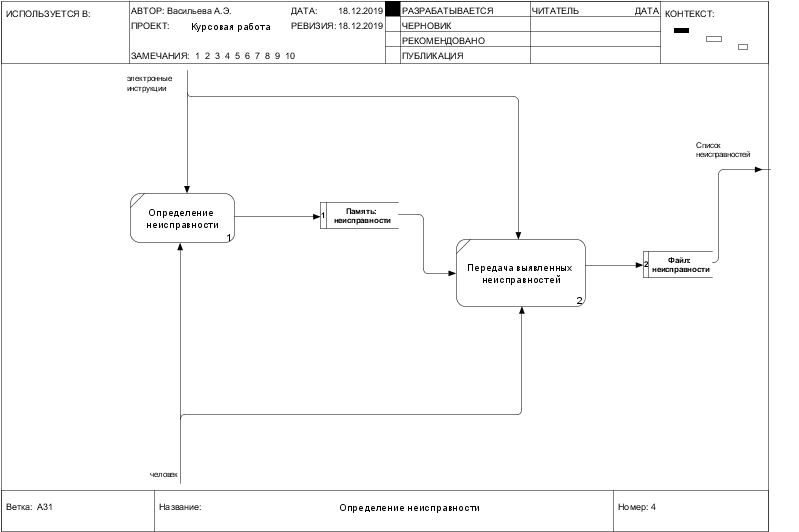 ИСПОЛЬЗУЕТСЯ В:
АВТОР: Васильева А.Э.
ДАТА: 18.12.2019
РАЗРАБАТЫВАЕТСЯ
ЧИТАТЕЛЬ
ДАТА
КОНТЕКСТ:
ПРОЕКТ: Курсовая работа
РЕВИЗИЯ: 18.12.2019
ЧЕРНОВИК
РЕКОМЕНДОВАНО
ЗАМЕЧАНИЯ: 1 2 3 4 5 6 7 8 9 10
ПУБЛИКАЦИЯ
электронные
инструкции
Список
неисправностей
Определение
неисправности
1
1
Память:
неисправности
Передача выявленных
неисправностей
2
2
Файл:
неисправности
человек
Ветка: А31
Название:
Определение неисправности
Номер: 4